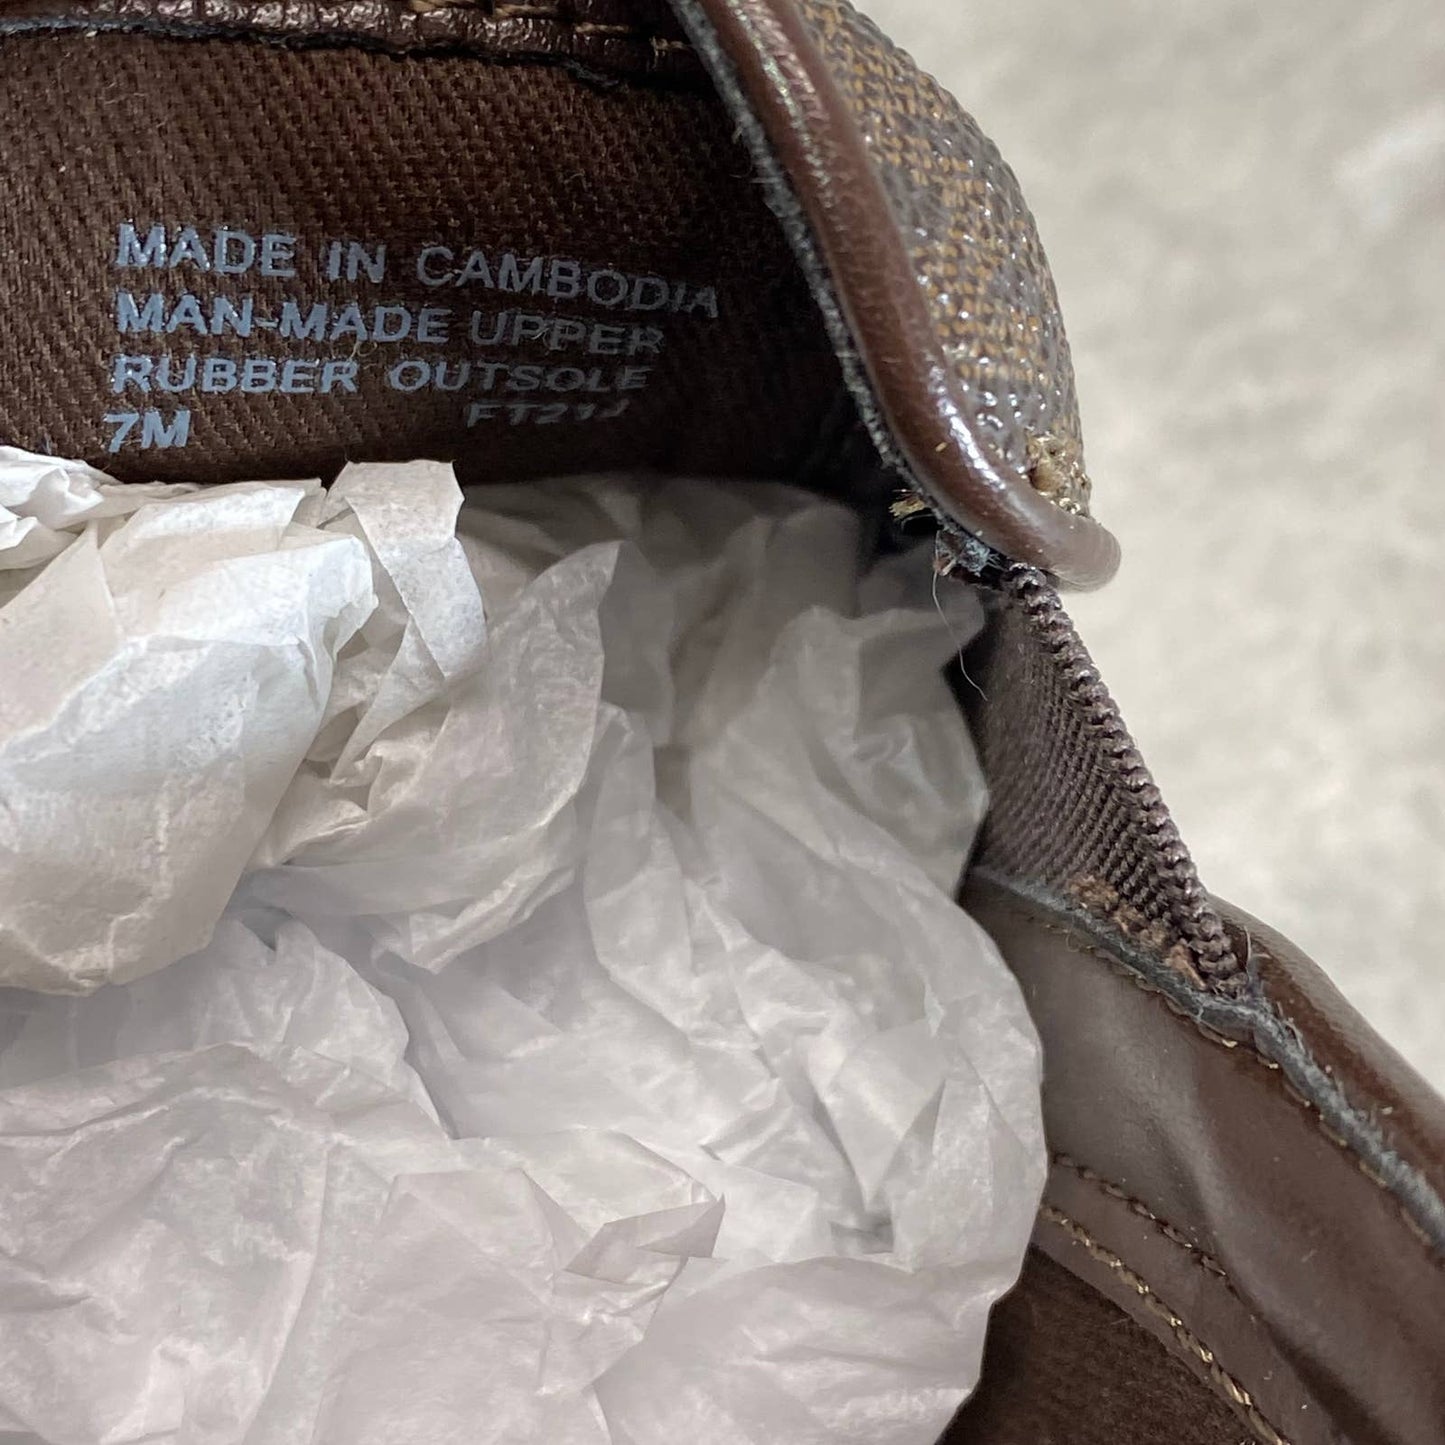 MADE IN CAMBODIA
MAN-MADE UPPER
RUBBER OUTSOLE
7M